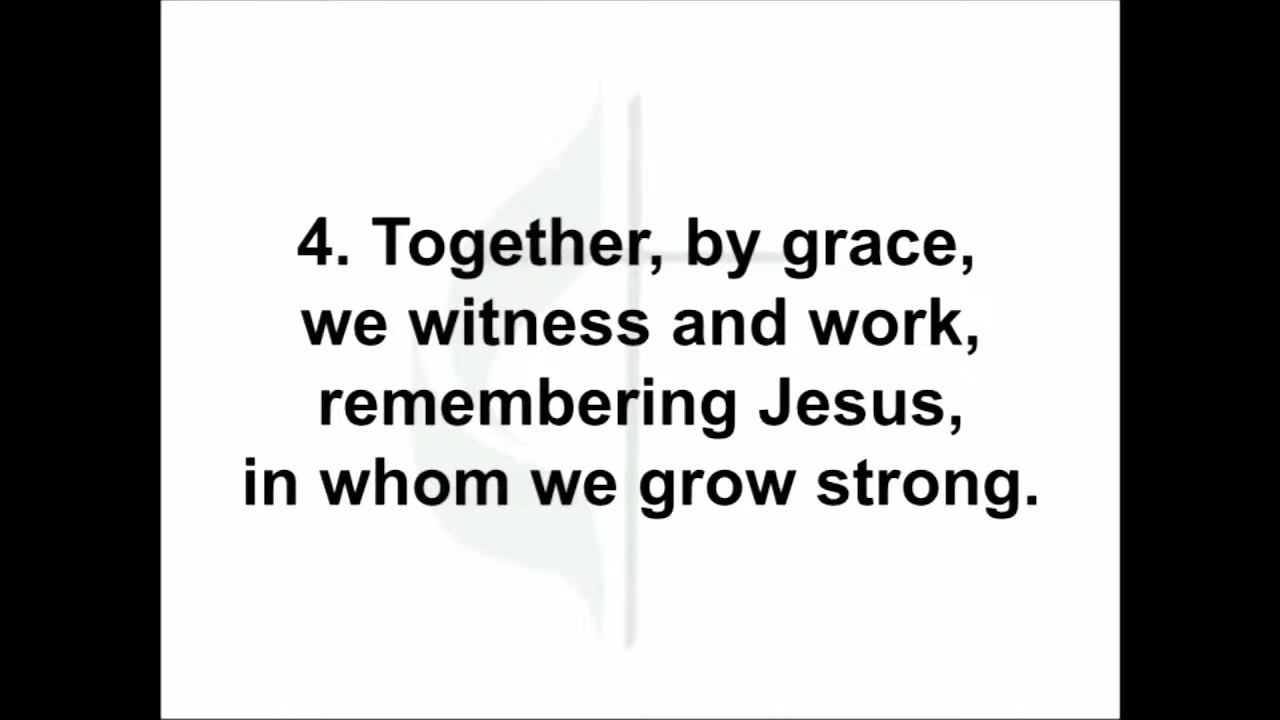 4. Together, by grace,
we witness and work,
remembering Jesus,
in whom we grow strong.